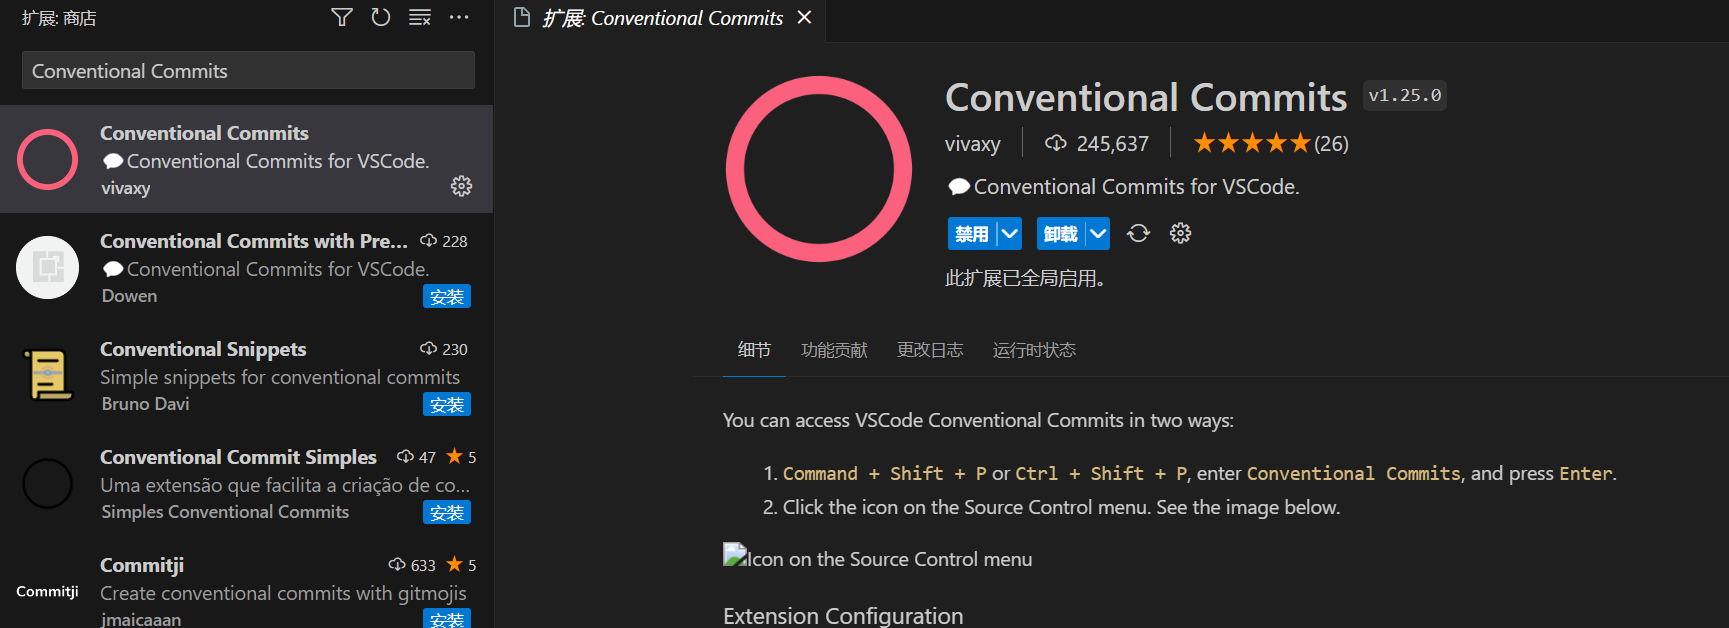 扩展: 商店
Conventional Commits
Conventional Commits
Conventional Commits for VSCode.
vivaxy
Conventional Commits with Pre... 228
Conventional Commits for VSCode.
Dowen 安装
Conventional Snippets 230
Simple snippets for conventional commits
Bruno Davi 安装
Conventional Commit Simples 47 ★ 5
Uma extensão que facilita a criação de co...
Simples Conventional Commits 安装
Commitji 633 ★ 5
Commitji
Create conventional commits with gitmojis
jmaicaaan 安装
扩展: Conventional Commits
Conventional Commits v1.25.0
vivaxy 245,637 ★★★★★(26)
Conventional Commits for VSCode.
禁用 卸载
此扩展已全局启用。
细节 功能贡献 更改日志 运行时状态
You can access VSCode Conventional Commits in two ways:
1. Command + Shift + P or Ctrl + Shift + P, enter Conventional Commits, and press Enter.
2. Click the icon on the Source Control menu. See the image below.
Icon on the Source Control menu
Extension Configuration